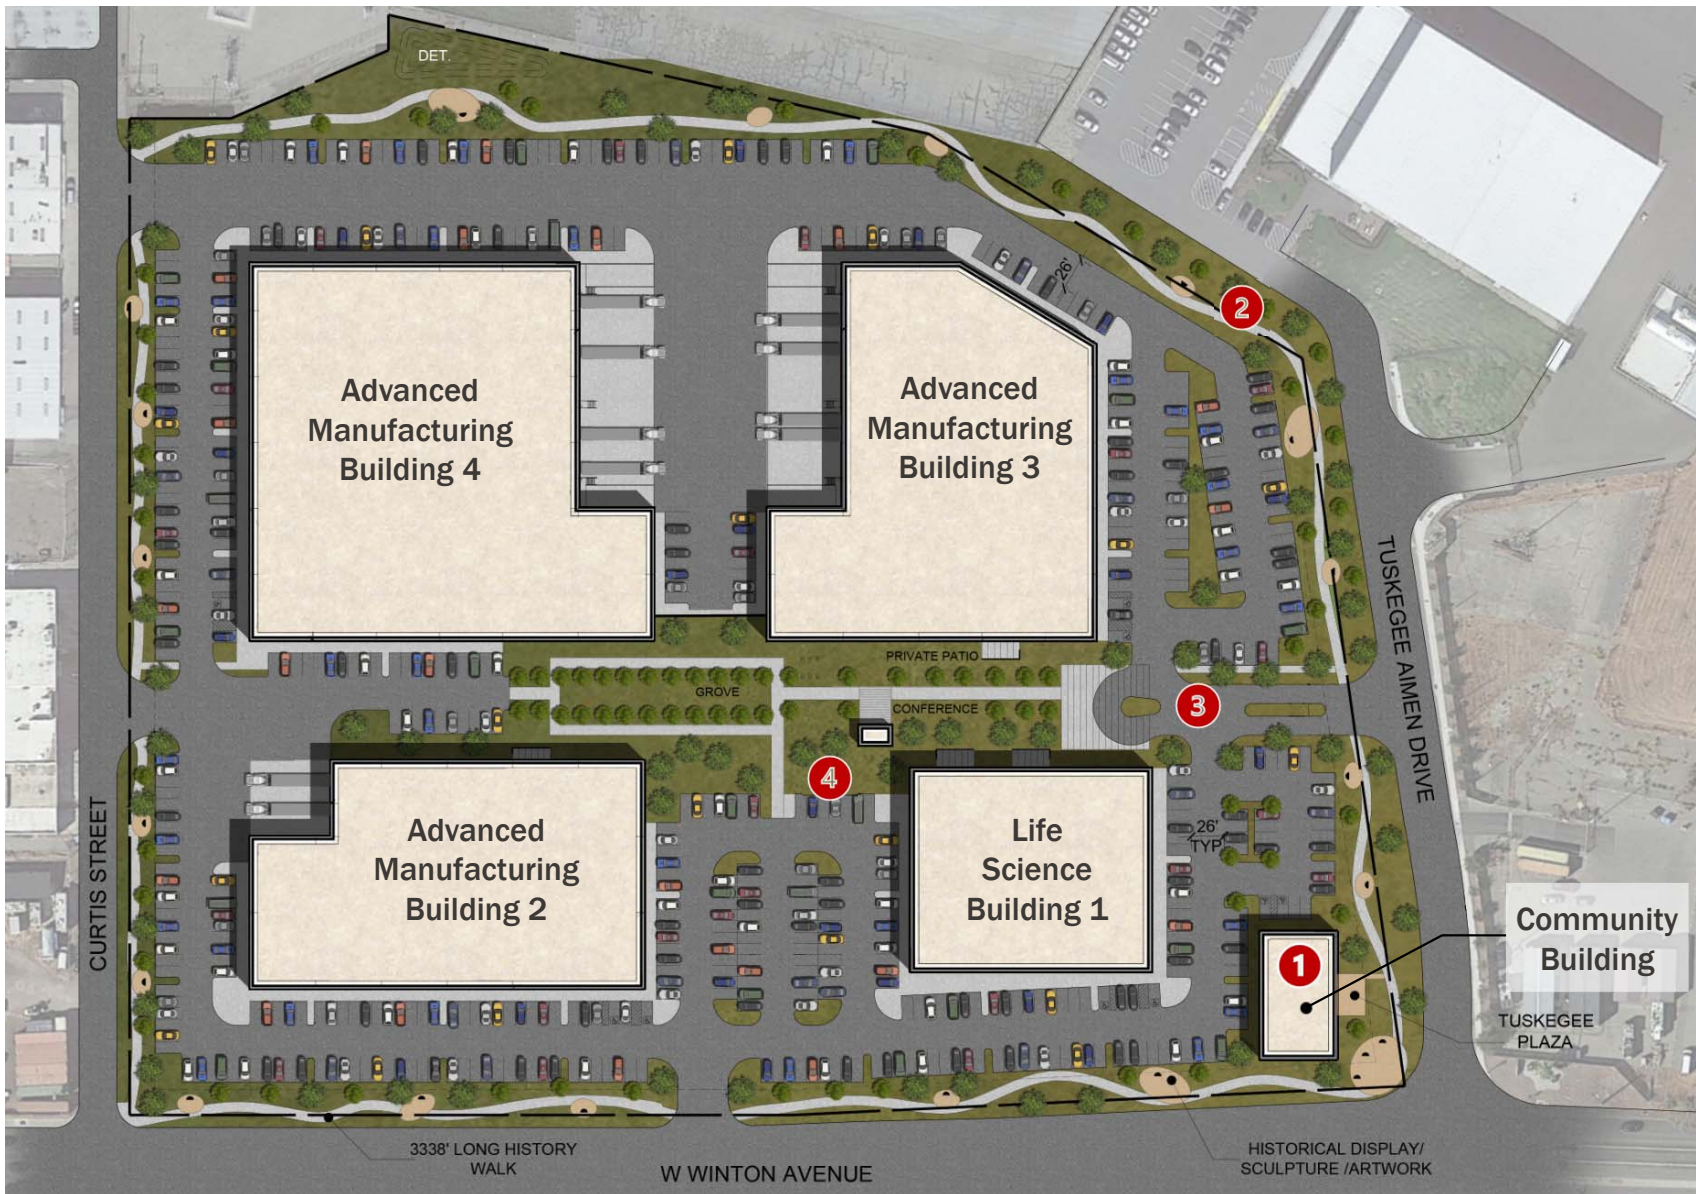 DET.
26'
2
Advanced
Manufacturing
Building 4
Advanced
Manufacturing
Building 3
PRIVATE PATIO
GROVE
CONFERENCE
3
4
TUSKEGEE AIMEN DRIVE
CURTIS STREET
Advanced
Manufacturing
Building 2
Life
Science
Building 1
26'
TYP
1
Community
Building
TUSKEGEE
PLAZA
3338' LONG HISTORY
WALK
W WINTON AVENUE
HISTORICAL DISPLAY/
SCULPTURE /ARTWORK